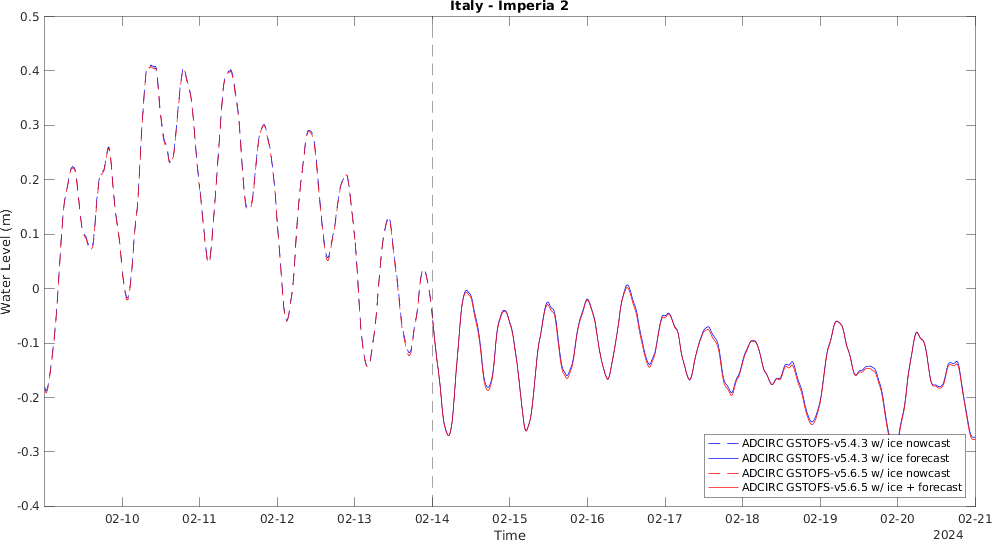 Italy - Imperia 2
0.5
0.4
0.3
0.2
0.1
0
-0.1
-0.2
-0.3
-0.4
Water Level (m)
02-10 02-11 02-12 02-13 02-14 02-15 02-16 02-17 02-18 02-19 02-20 02-21
Time
2024
ADCIRC GSTOFS-v5.4.3 w/ ice nowcast
ADCIRC GSTOFS-v5.4.3 w/ ice forecast
ADCIRC GSTOFS-v5.6.5 w/ ice nowcast
ADCIRC GSTOFS-v5.6.5 w/ ice + forecast